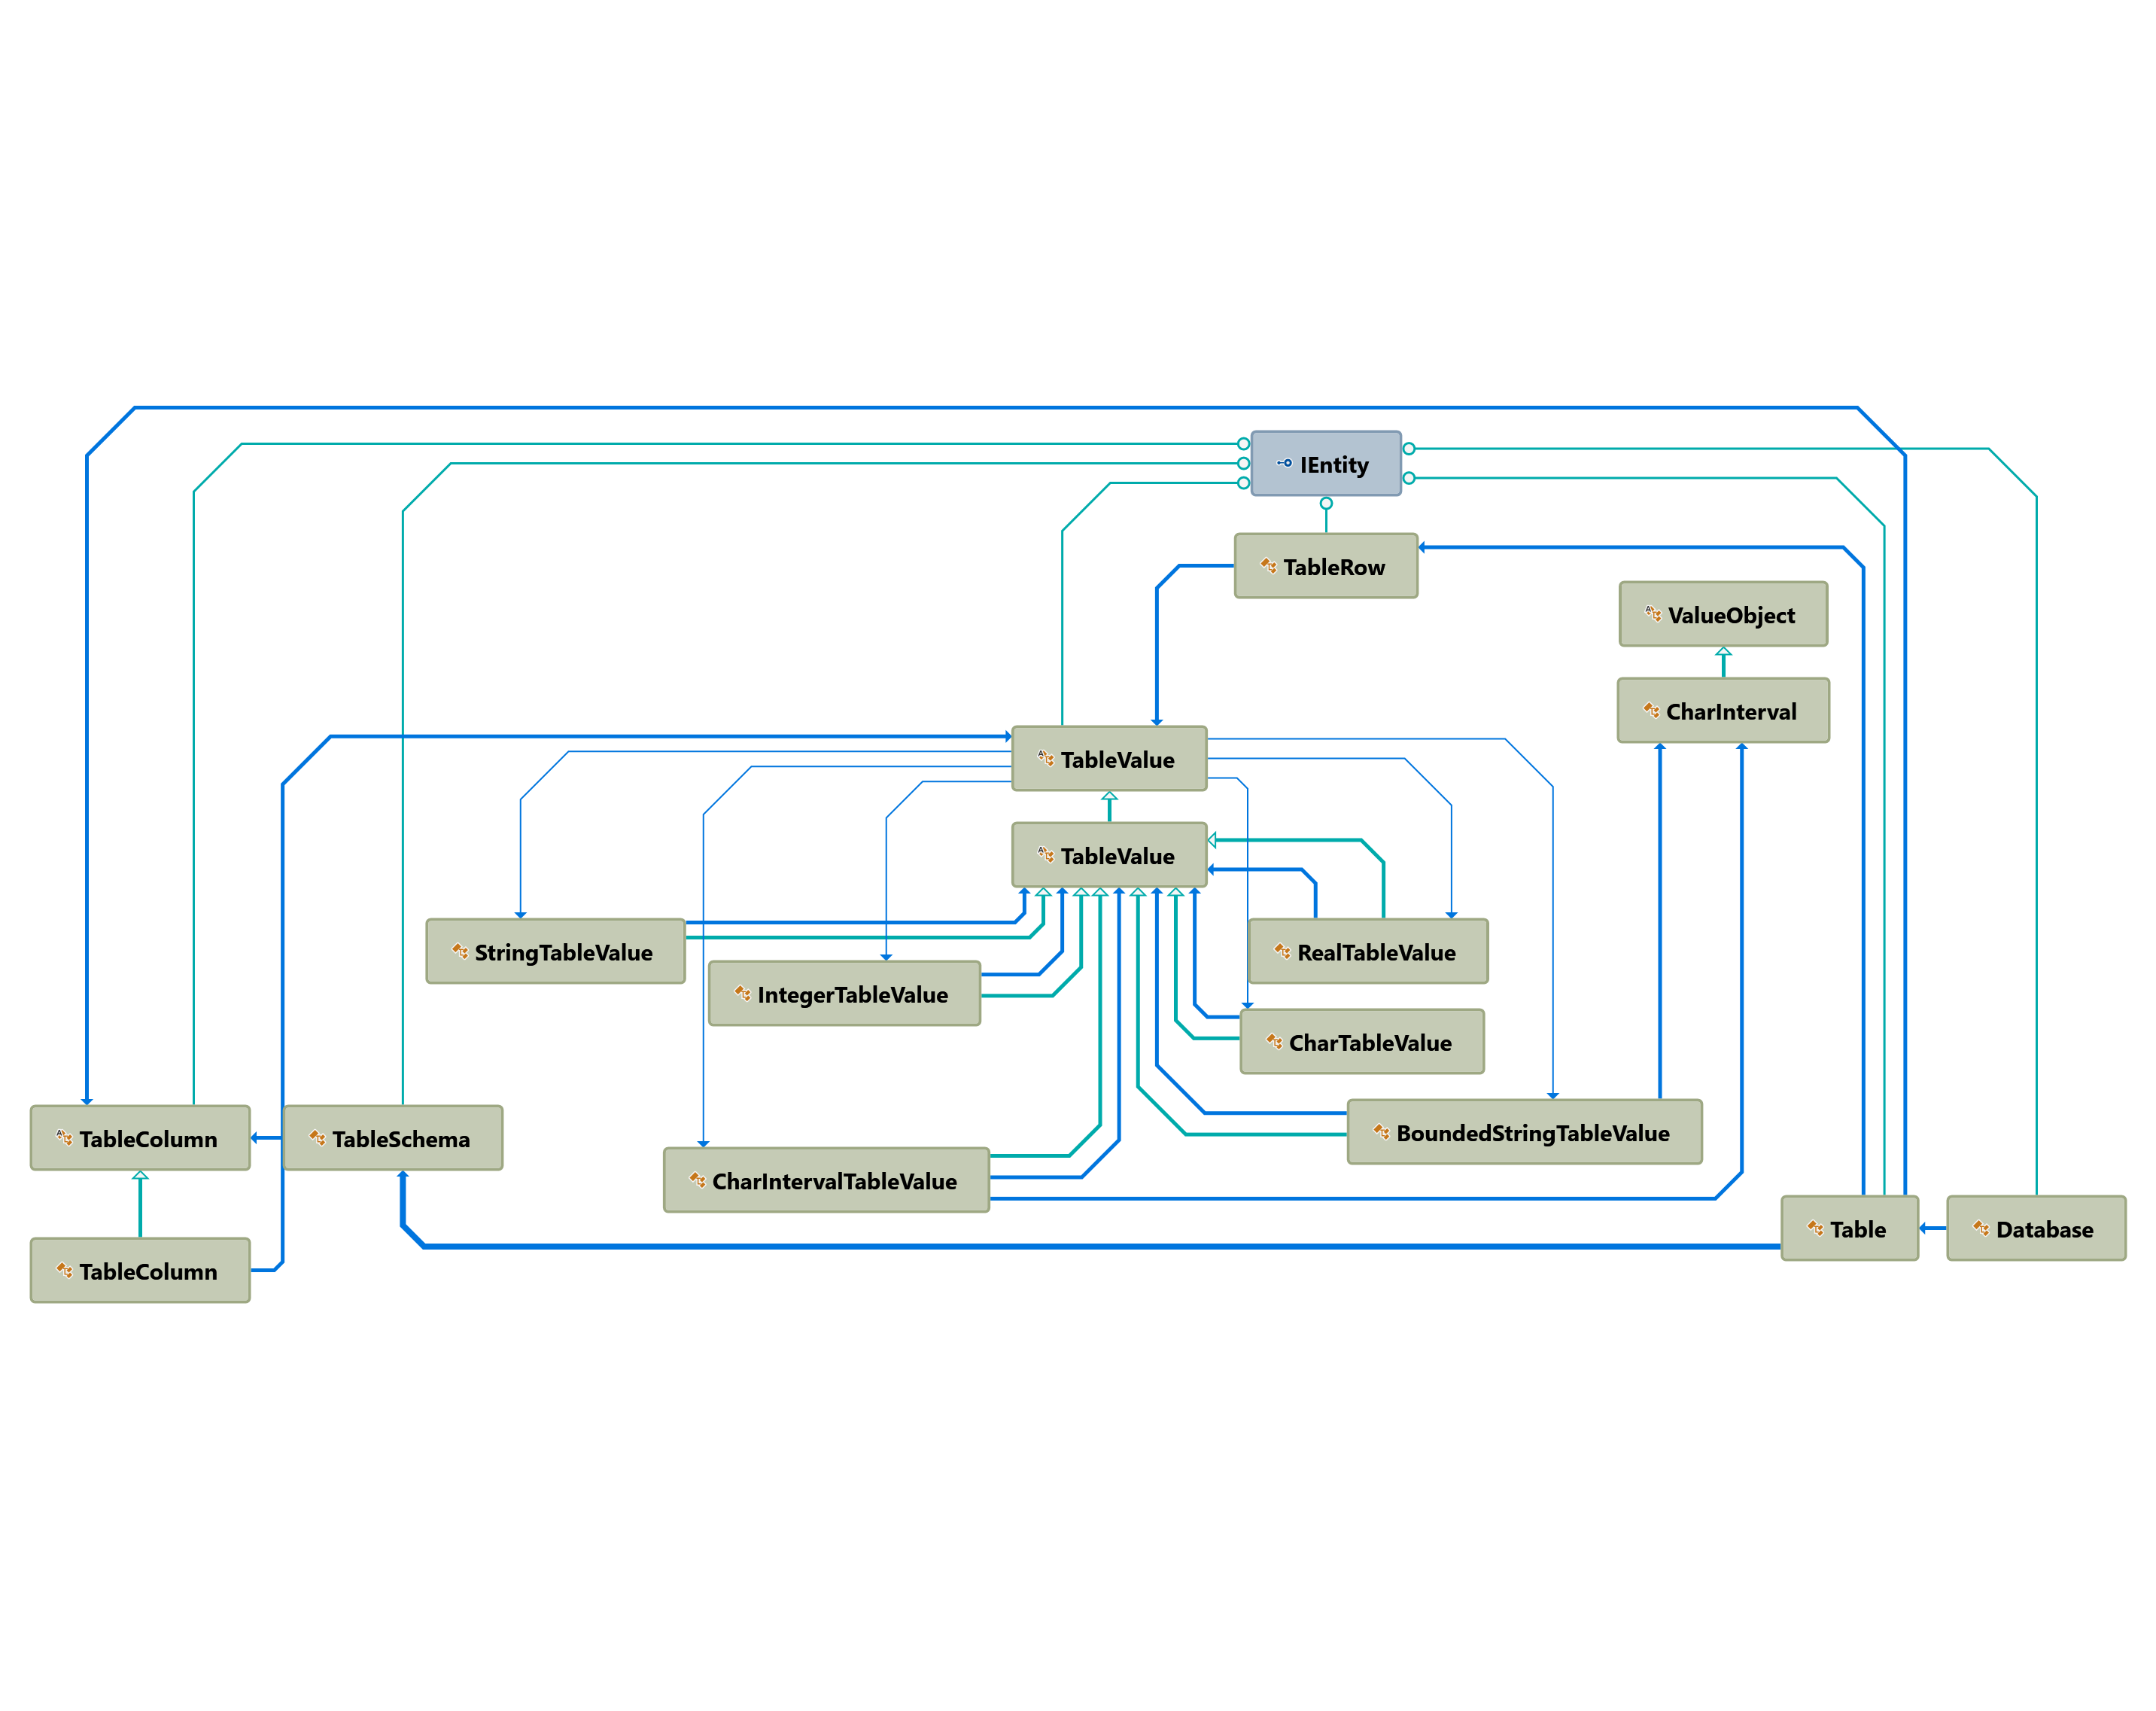 IEntity
TableRow
ValueObject
CharInterval
TableValue
TableValue
StringTableValue
RealTableValue
IntegerTableValue
CharTableValue
TableColumn
TableSchema
BoundedStringTableValue
CharIntervalTableValue
Table
Database
TableColumn